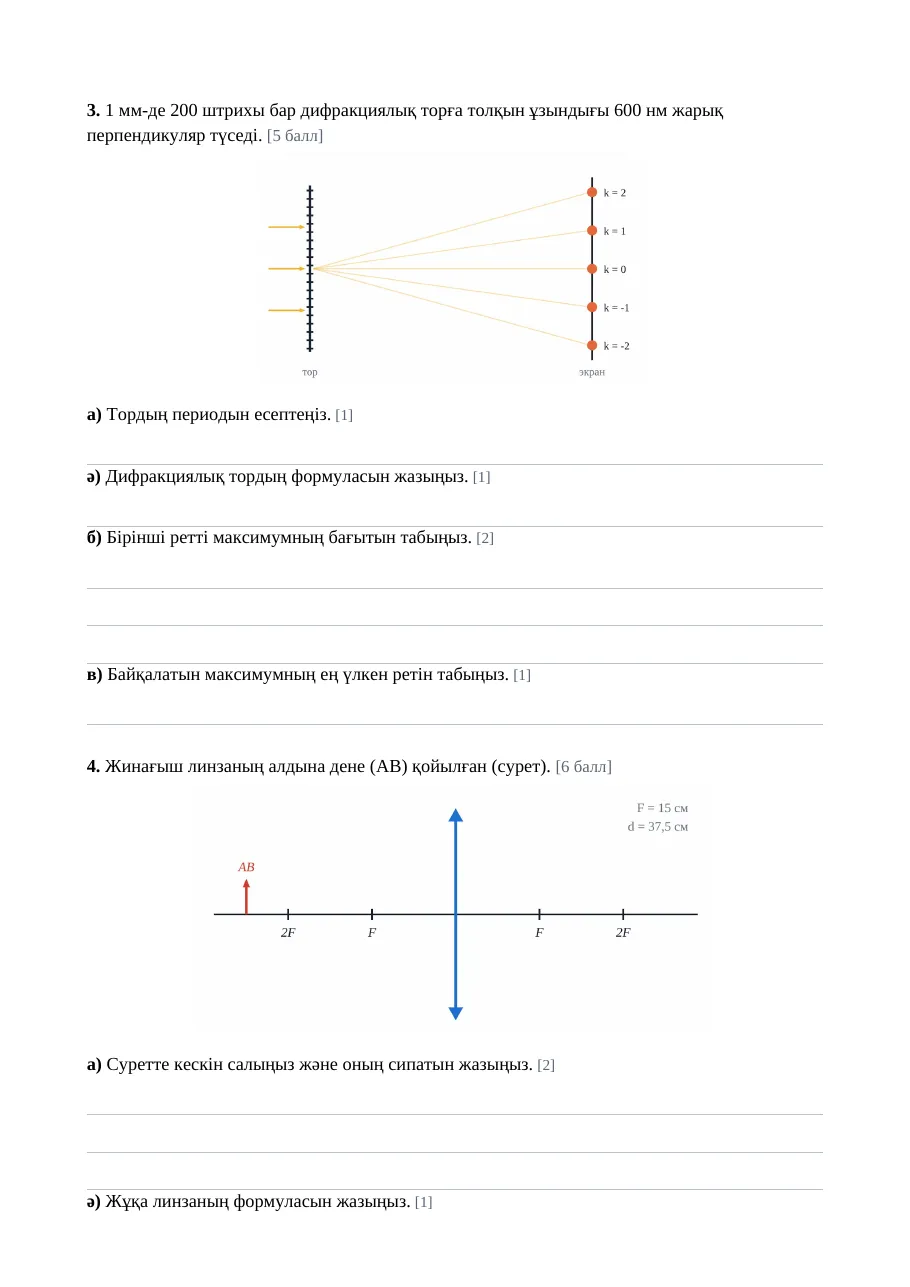 3. 1 мм-де 200 штрихы бар дифракциялық торға толқын ұзындығы 600 нм жарық
перпендикуляр түседі. [5 балл]
k = 2
k = 1
k = 0
k = -1
k = -2
тор
экран
а) Тордың периодын есептеңіз. [1]
ә) Дифракциялық тордың формуласын жазыңыз. [1]
б) Бірінші ретті максимумның бағытын табыңыз. [2]
в) Байқалатын максимумның ең үлкен ретін табыңыз. [1]
4. Жинағыш линзаның алдына дене (АВ) қойылған (сурет). [6 балл]
F = 15 см
d = 37,5 см
AB
2F
F
F
2F
а) Суретте кескін салыңыз және оның сипатын жазыңыз. [2]
ә) Жұқа линзаның формуласын жазыңыз. [1]